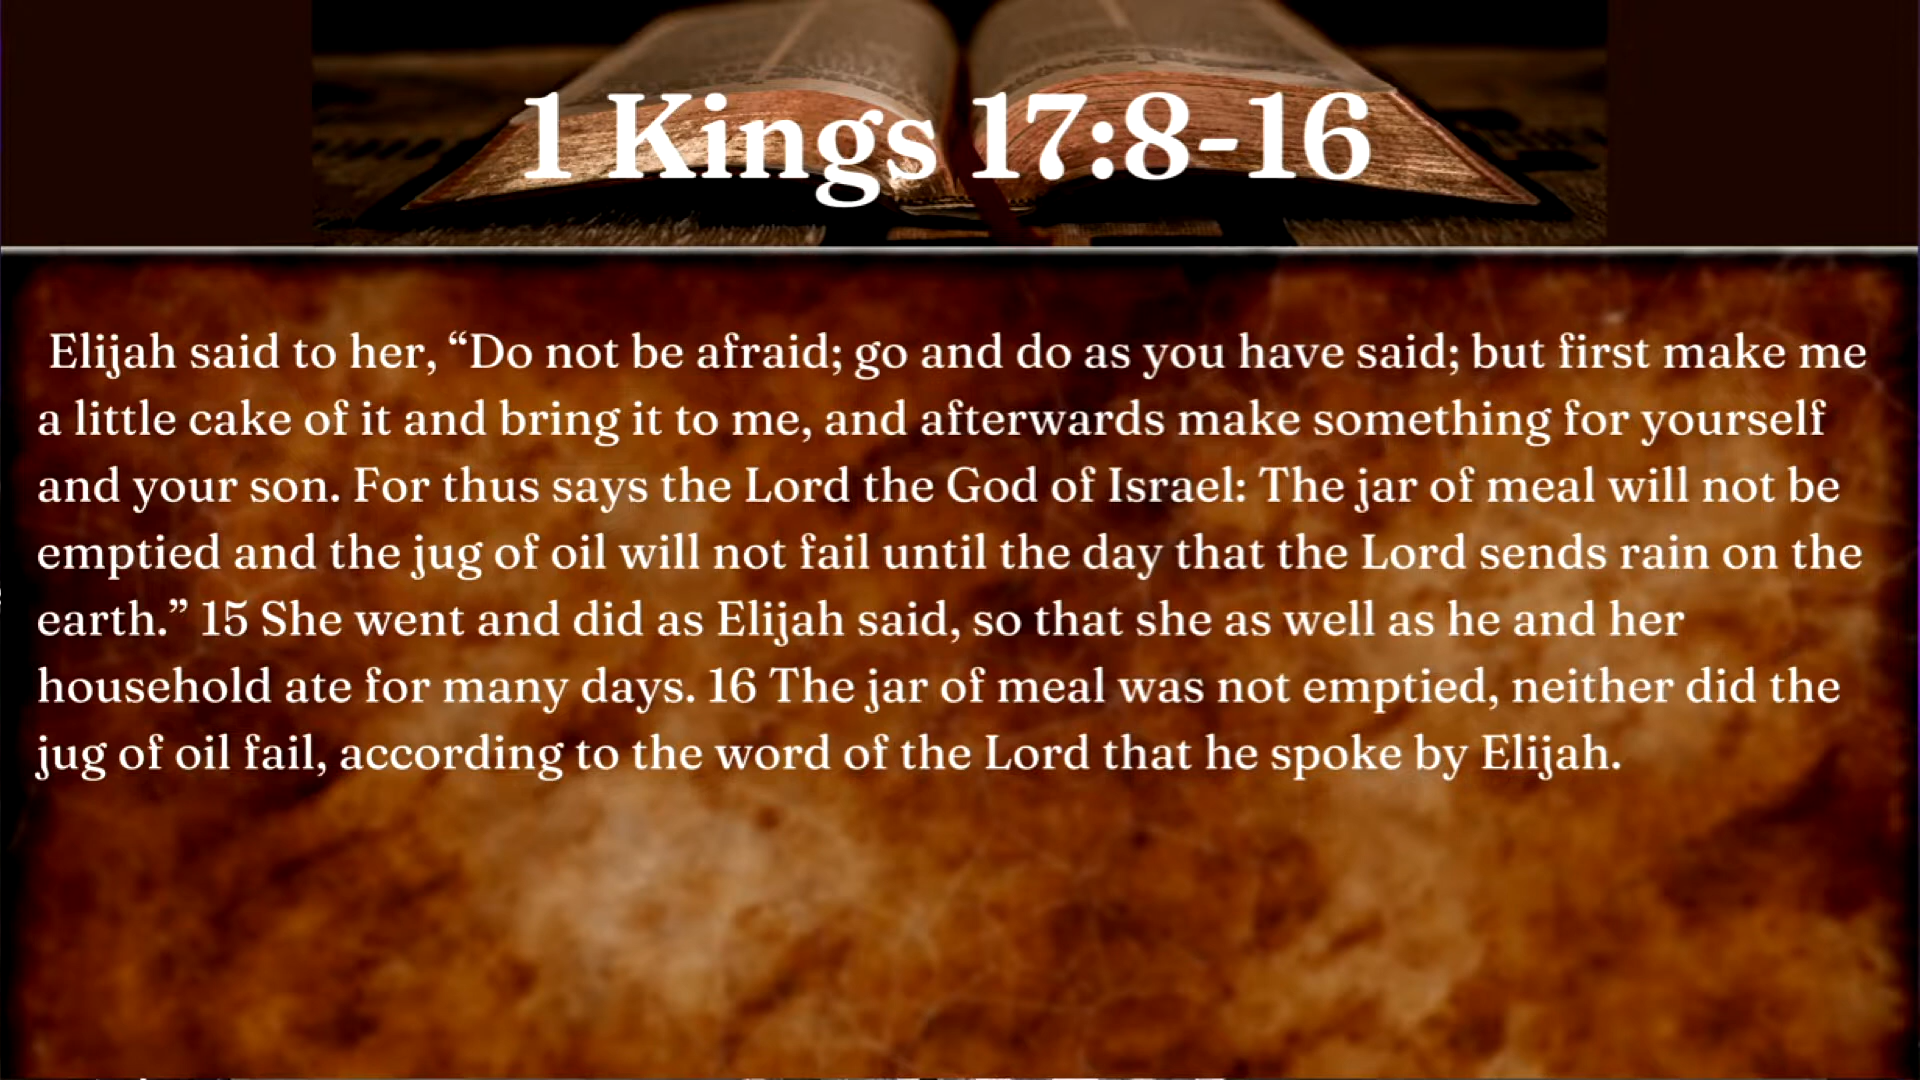 1 Kings 17:8-16
Elijah said to her, “Do not be afraid; go and do as you have said; but first make me
a little cake of it and bring it to me, and afterwards make something for yourself
and your son. For thus says the Lord the God of Israel: The jar of meal will not be
emptied and the jug of oil will not fail until the day that the Lord sends rain on the
earth.” 15 She went and did as Elijah said, so that she as well as he and her
household ate for many days. 16 The jar of meal was not emptied, neither did the
jug of oil fail, according to the word of the Lord that he spoke by Elijah.